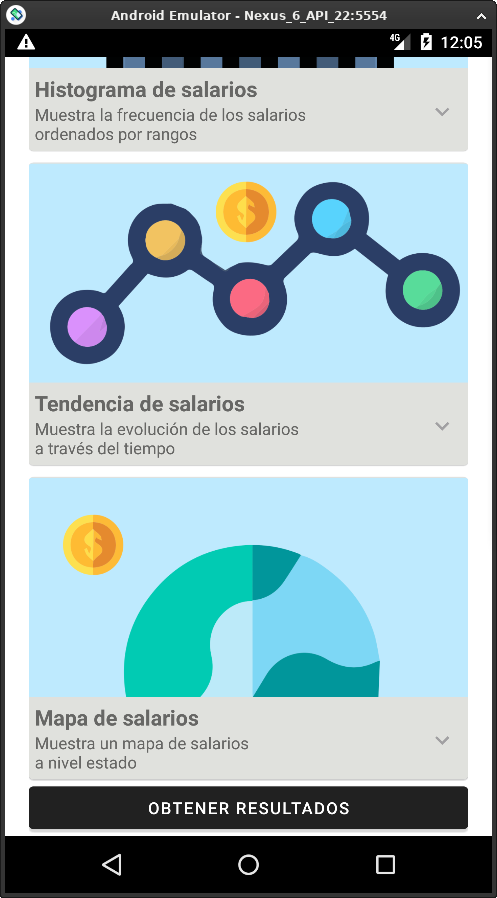 Android Emulator - Nexus_6_API_22:5554
4G
12:05
Histograma de salarios
Muestra la frecuencia de los salarios
ordenados por rangos
Tendencia de salarios
Muestra la evolución de los salarios
a través del tiempo
Mapa de salarios
Muestra un mapa de salarios
a nivel estado
OBTENER RESULTADOS